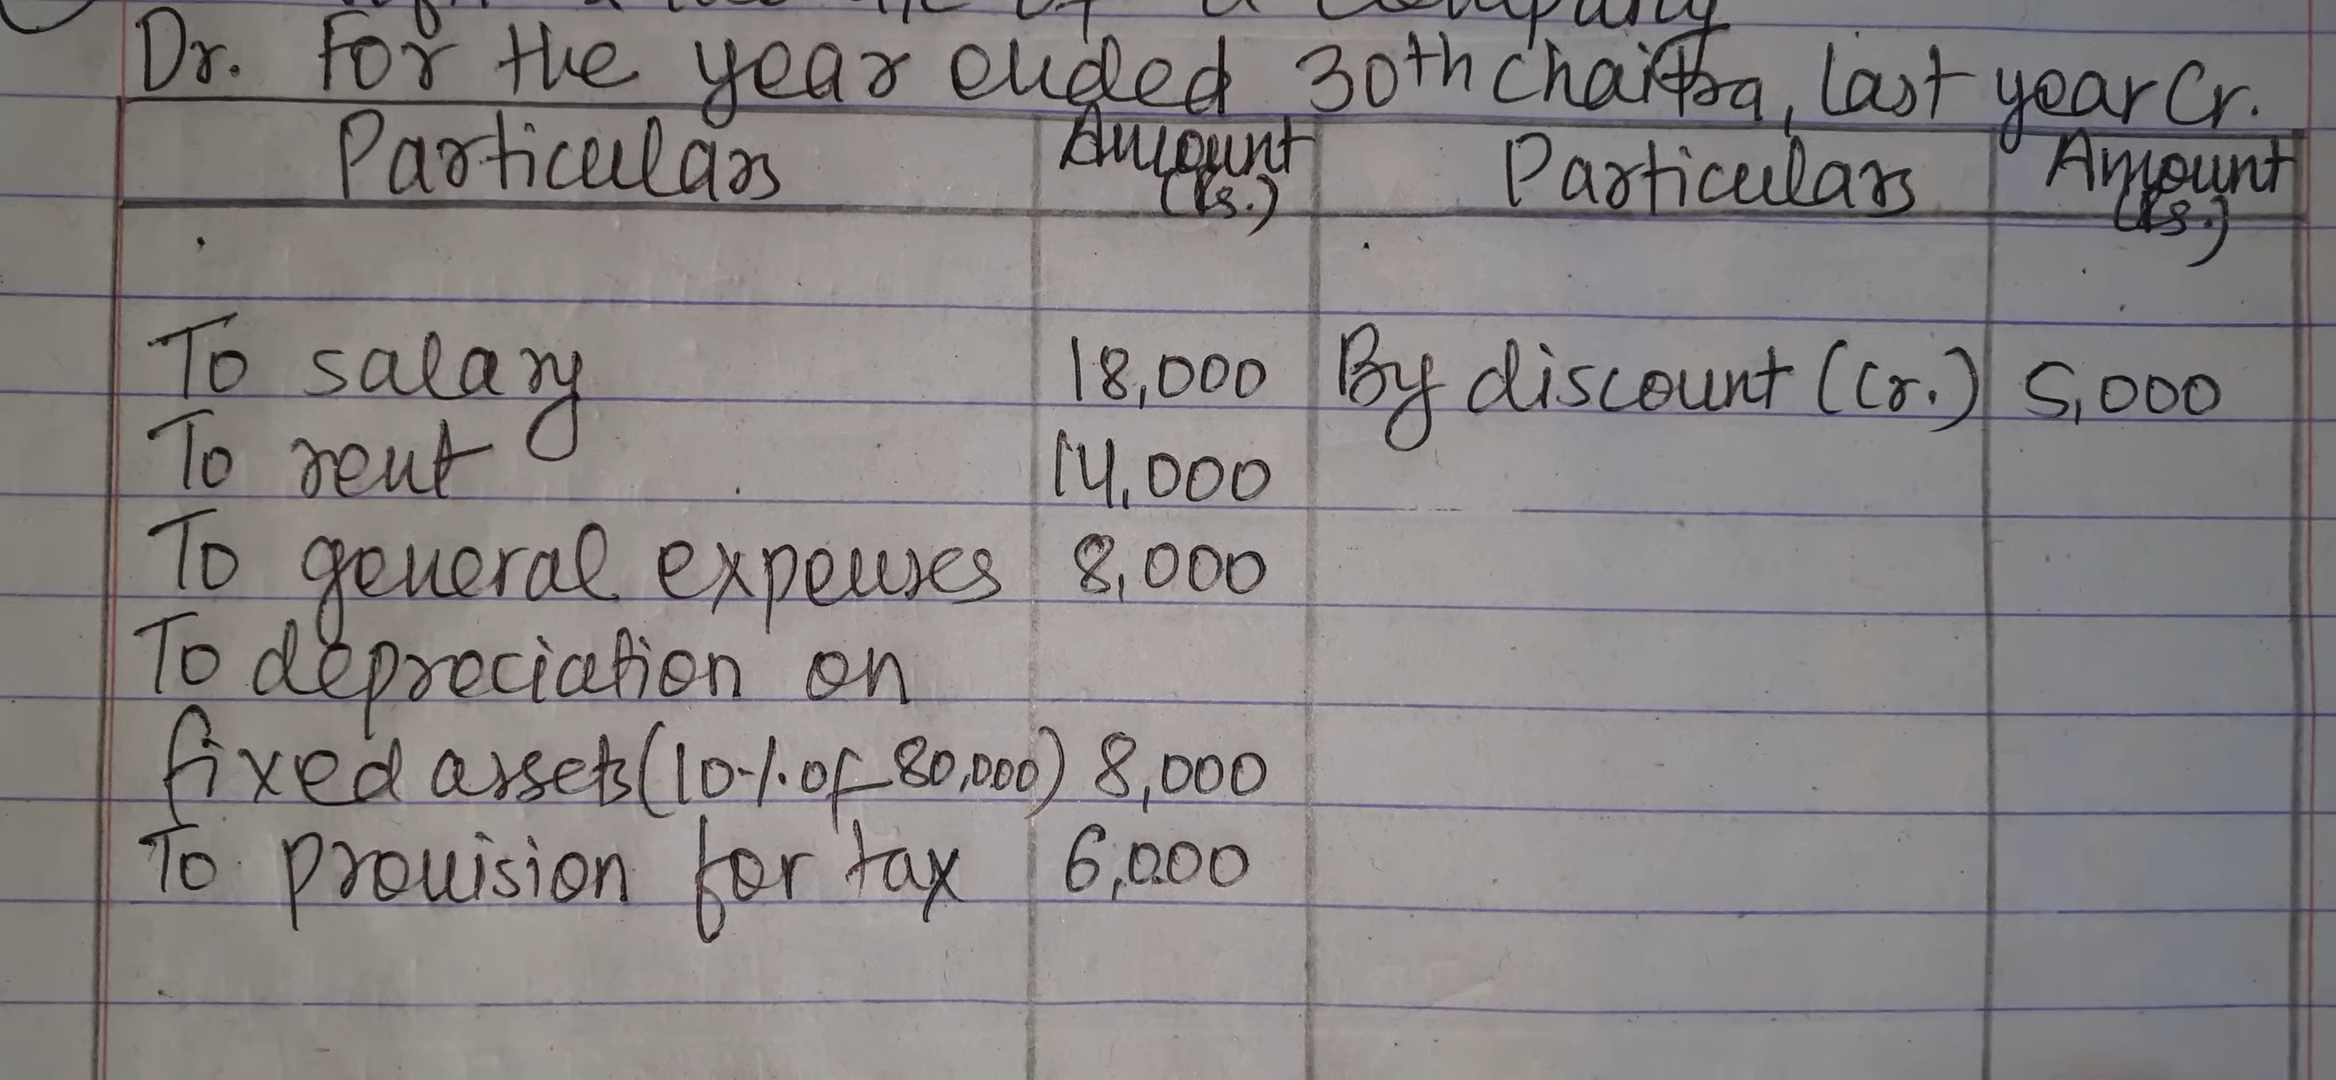 of a company
Dr. For the year ended 30th chaitra, last year Cr.
Particulars Amount (Rs.) Particulars Amount (Rs.)
To salary 18,000 By discount (Cr.) 5,000
To rent 14,000
To general expenses 8,000
To depreciation on
fixed assets (10% of 80,000) 8,000
To provision for tax 6,000